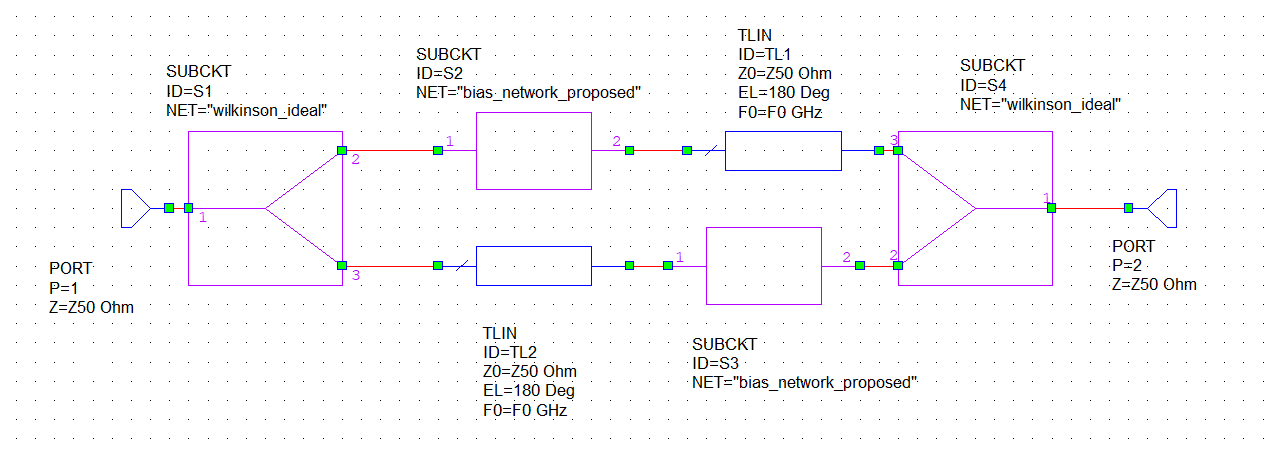 SUBCKT
ID=S1
NET="wilkinson_ideal"
SUBCKT
ID=S2
NET="bias_network_proposed"
TLIN
ID=TL1
Z0=Z50 Ohm
EL=180 Deg
F0=F0 GHz
SUBCKT
ID=S4
NET="wilkinson_ideal"
1
2
3
1
2
3
2
1
1
2
PORT
P=1
Z=Z50 Ohm
TLIN
ID=TL2
Z0=Z50 Ohm
EL=180 Deg
F0=F0 GHz
SUBCKT
ID=S3
NET="bias_network_proposed"
PORT
P=2
Z=Z50 Ohm